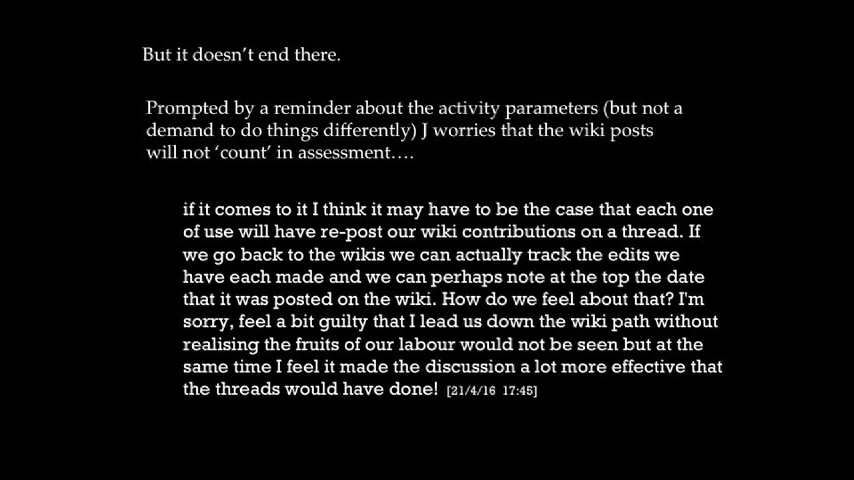 But it doesn't end there.
Prompted by a reminder about the activity parameters (but not a
demand to do things differently) J worries that the wiki posts
will not 'count' in assessment….
if it comes to it I think it may have to be the case that each one
of use will have re-post our wiki contributions on a thread. If
we go back to the wikis we can actually track the edits we
have each made and we can perhaps note at the top the date
that it was posted on the wiki. How do we feel about that? I'm
sorry, feel a bit guilty that I lead us down the wiki path without
realising the fruits of our labour would not be seen but at the
same time I feel it made the discussion a lot more effective that
the threads would have done! [21/4/16 17:45]